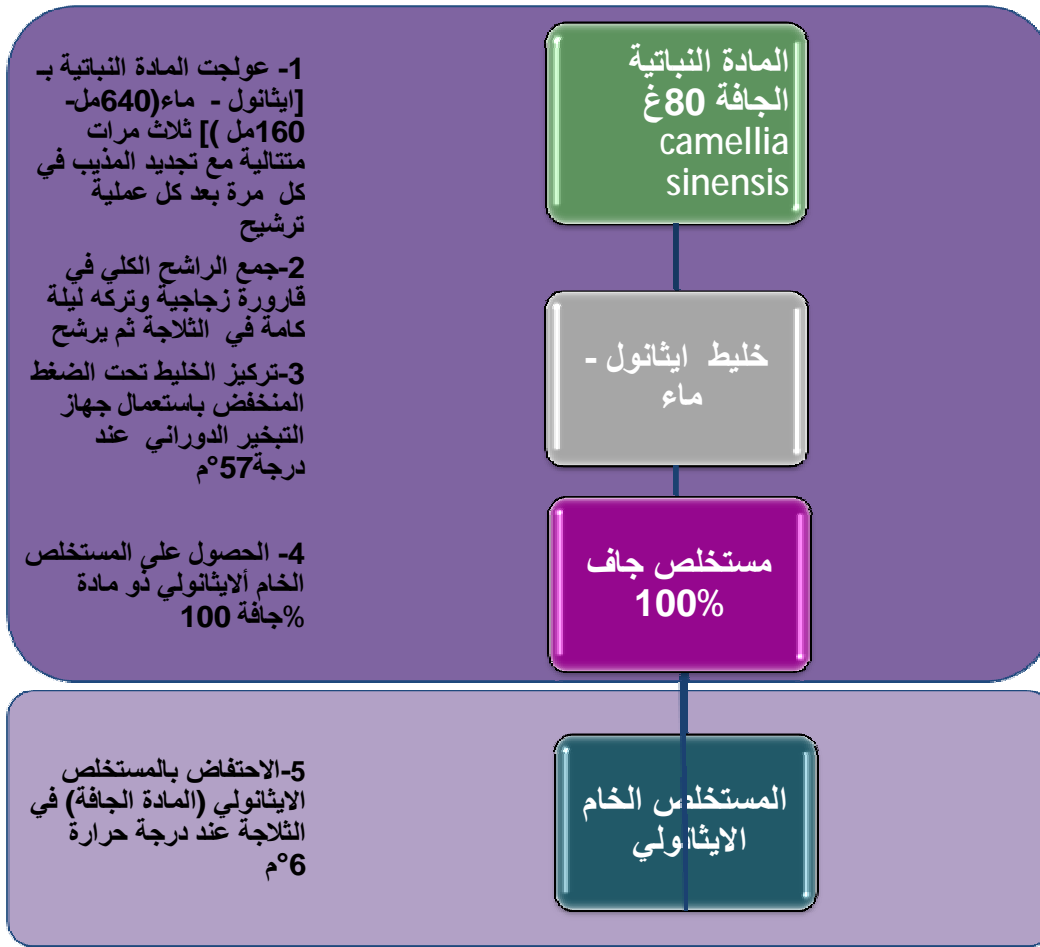 المادة النباتية
الجافة 80غ
camellia
sinensis
1- عولجت المادة النباتية بـ
[ايثانول - ماء(640مل-
160مل )] ثلاث مرات
متتالية مع تجديد المذيب في
كل مرة بعد كل عملية
ترشيح
2-جمع الراشح الكلي في
قارورة زجاجية وتركه ليلة
كامة في الثلاجة ثم يرشح
3-تركيز الخليط تحت الضغط
المنخفض باستعمال جهاز
التبخير الدوراني عند
درجة57°م
خليط ايثانول -
ماء
4- الحصول على المستخلص
الخام ألايثانولي ذو مادة
%جافة 100
مستخلص جاف
100%
5-الاحتفاض بالمستخلص
الايثانولي (المادة الجافة) في
الثلاجة عند درجة حرارة
6°م
المستخلص الخام
الايثانولي